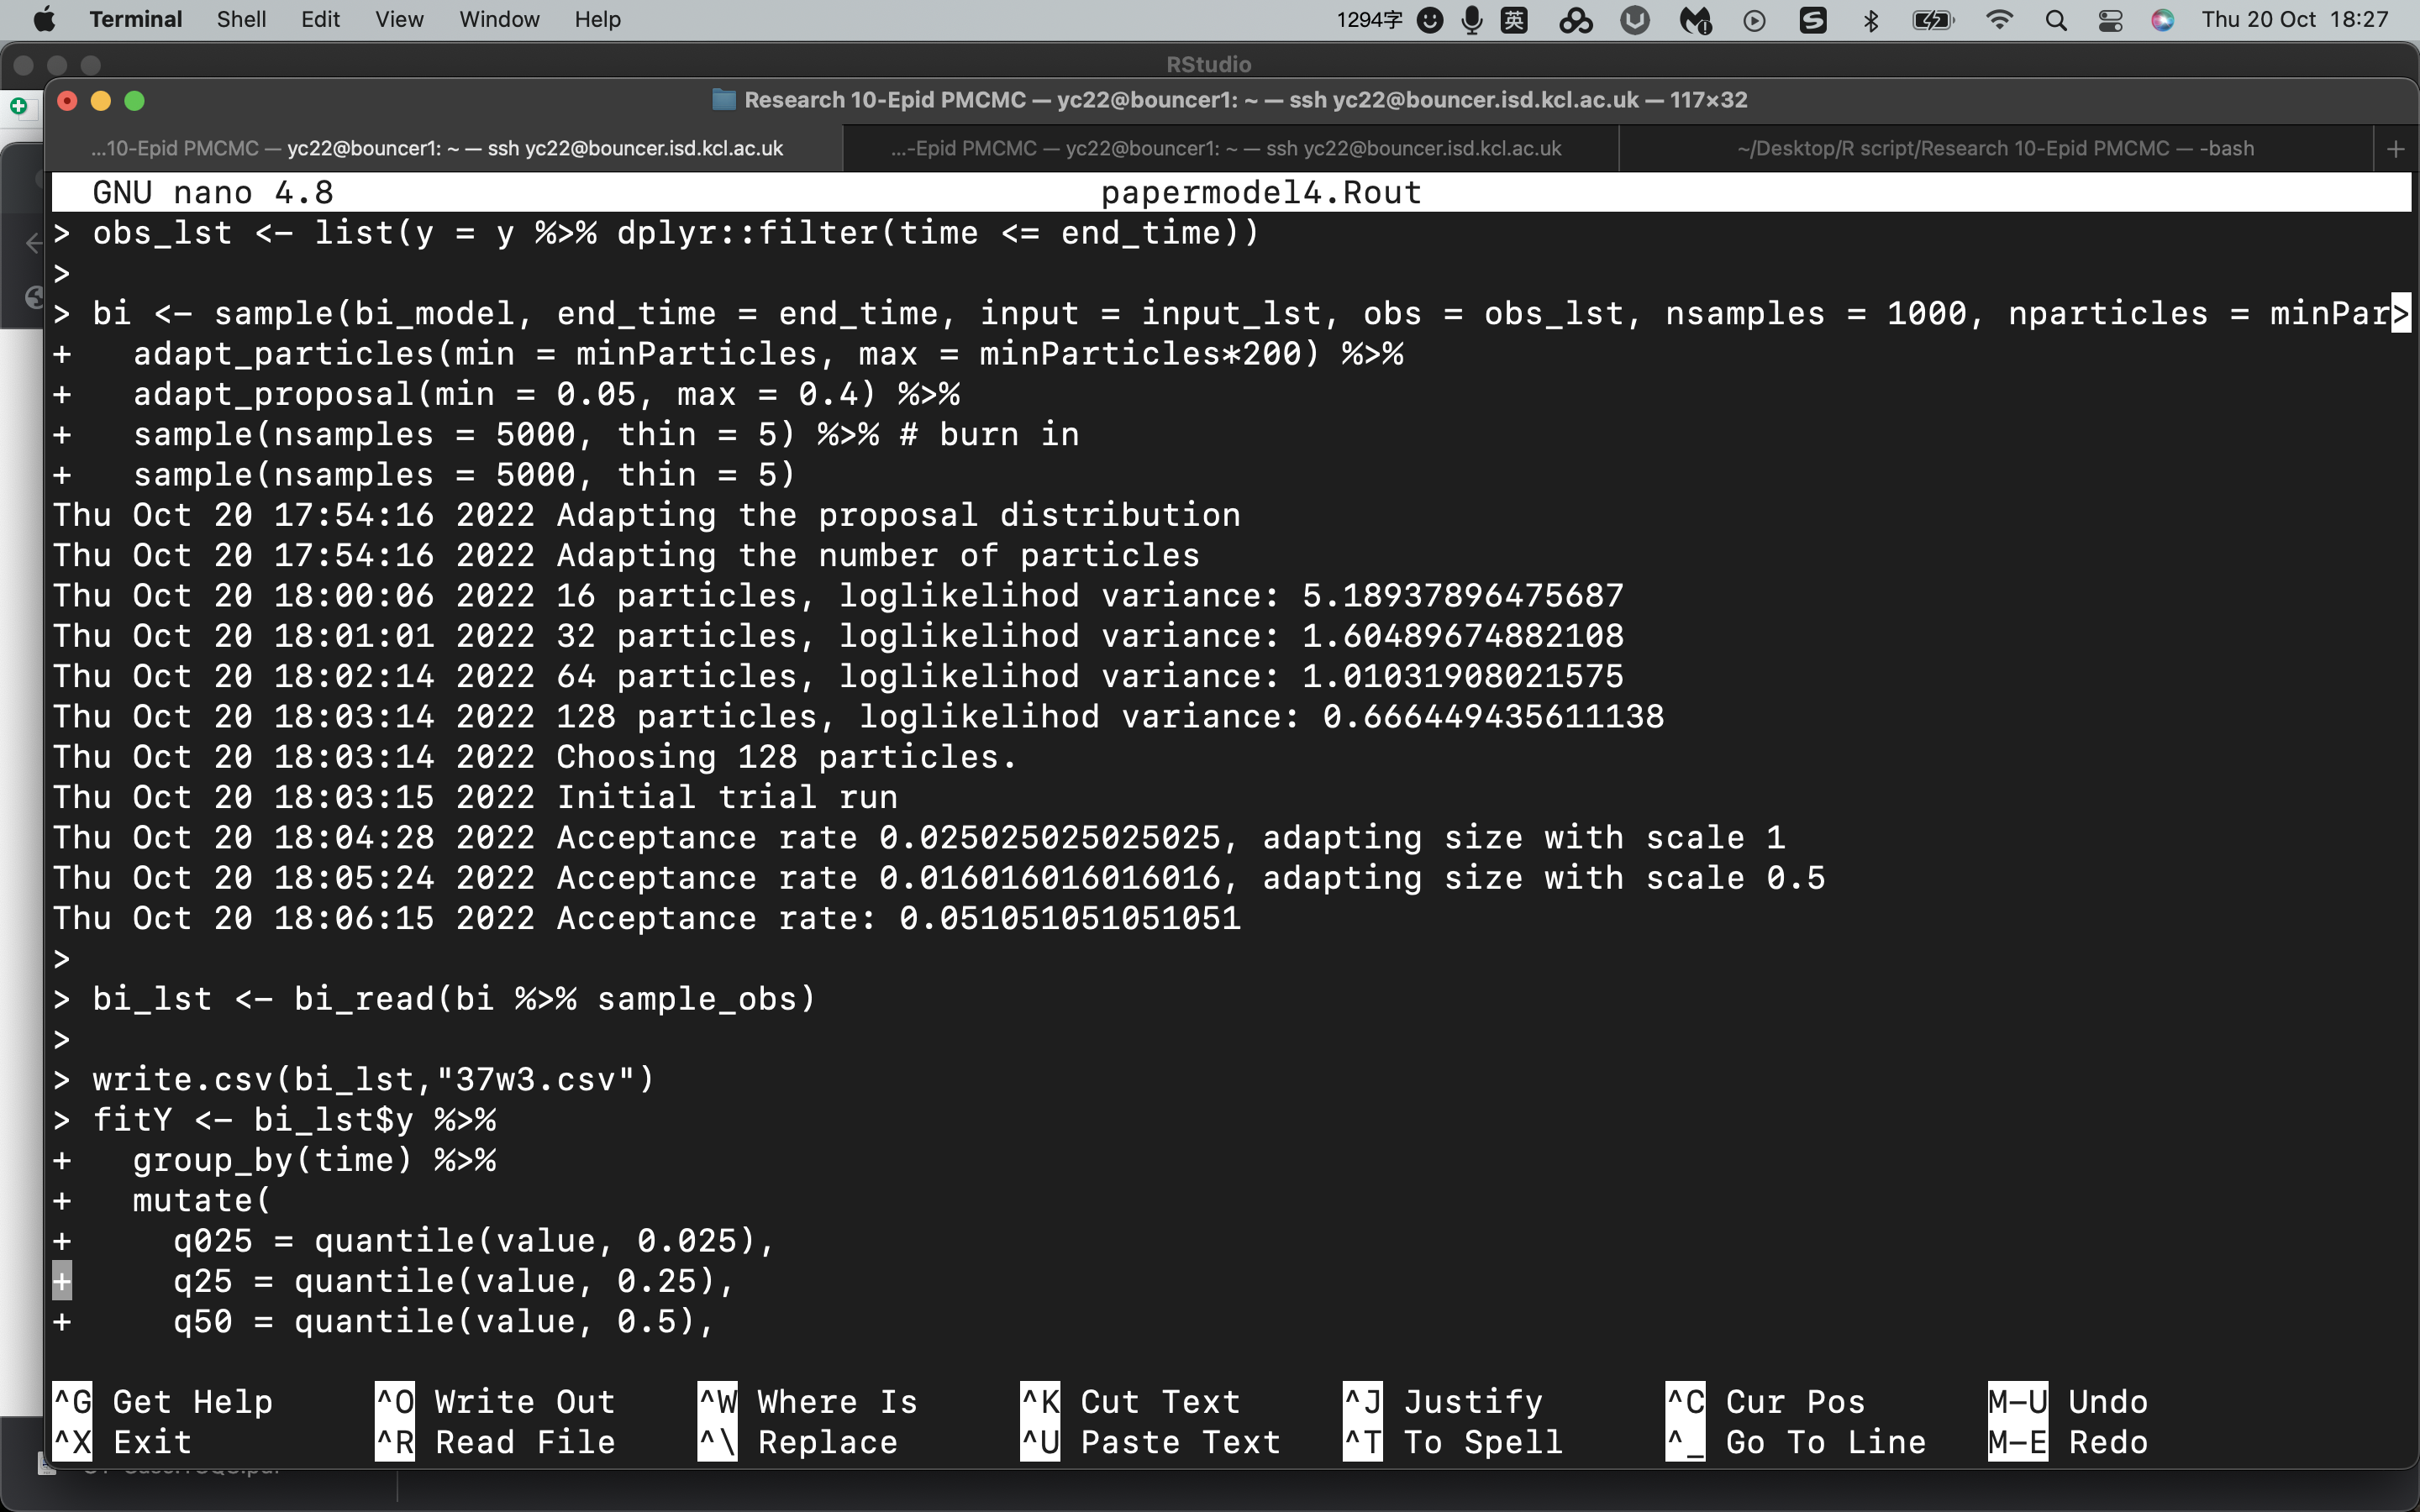 Terminal Shell Edit View Window Help 1294字 英 Thu 20 Oct 18:27
RStudio
Research 10-Epid PMCMC — yc22@bouncer1: ~ — ssh yc22@bouncer.isd.kcl.ac.uk — 117×32
...10-Epid PMCMC — yc22@bouncer1: ~ — ssh yc22@bouncer.isd.kcl.ac.uk ...-Epid PMCMC — yc22@bouncer1: ~ — ssh yc22@bouncer.isd.kcl.ac.uk ~/Desktop/R script/Research 10-Epid PMCMC — -bash +
GNU nano 4.8 papermodel4.Rout
> obs_lst <- list(y = y %>% dplyr::filter(time <= end_time))
>
> bi <- sample(bi_model, end_time = end_time, input = input_lst, obs = obs_lst, nsamples = 1000, nparticles = minPar>
+   adapt_particles(min = minParticles, max = minParticles*200) %>%
+   adapt_proposal(min = 0.05, max = 0.4) %>%
+   sample(nsamples = 5000, thin = 5) %>% # burn in
+   sample(nsamples = 5000, thin = 5)
Thu Oct 20 17:54:16 2022 Adapting the proposal distribution
Thu Oct 20 17:54:16 2022 Adapting the number of particles
Thu Oct 20 18:00:06 2022 16 particles, loglikelihod variance: 5.18937896475687
Thu Oct 20 18:01:01 2022 32 particles, loglikelihod variance: 1.60489674882108
Thu Oct 20 18:02:14 2022 64 particles, loglikelihod variance: 1.01031908021575
Thu Oct 20 18:03:14 2022 128 particles, loglikelihod variance: 0.666449435611138
Thu Oct 20 18:03:14 2022 Choosing 128 particles.
Thu Oct 20 18:03:15 2022 Initial trial run
Thu Oct 20 18:04:28 2022 Acceptance rate 0.025025025025025, adapting size with scale 1
Thu Oct 20 18:05:24 2022 Acceptance rate 0.016016016016016, adapting size with scale 0.5
Thu Oct 20 18:06:15 2022 Acceptance rate: 0.051051051051051
>
> bi_lst <- bi_read(bi %>% sample_obs)
>
> write.csv(bi_lst,"37w3.csv")
> fitY <- bi_lst$y %>%
+   group_by(time) %>%
+   mutate(
+     q025 = quantile(value, 0.025),
+     q25 = quantile(value, 0.25),
+     q50 = quantile(value, 0.5),
^G Get Help ^O Write Out ^W Where Is ^K Cut Text ^J Justify ^C Cur Pos M-U Undo
^X Exit ^R Read File ^\ Replace ^U Paste Text ^T To Spell ^_ Go To Line M-E Redo